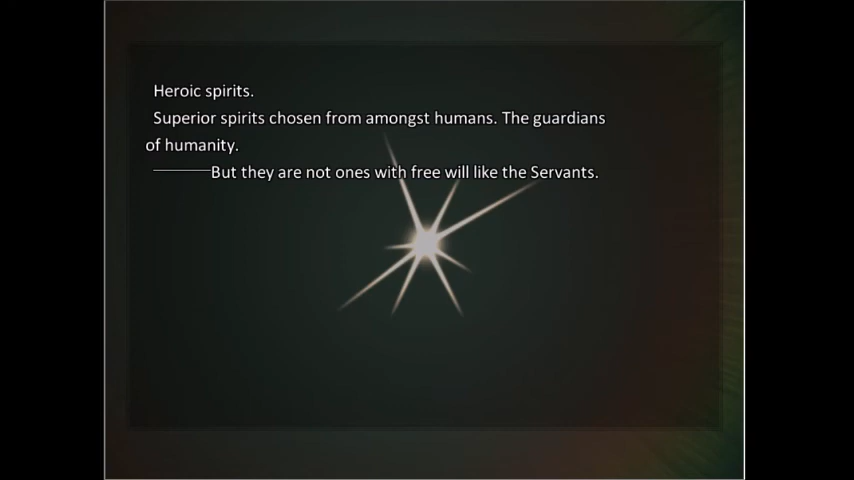 Heroic spirits.
Superior spirits chosen from amongst humans. The guardians
of humanity.
———But they are not ones with free will like the Servants.